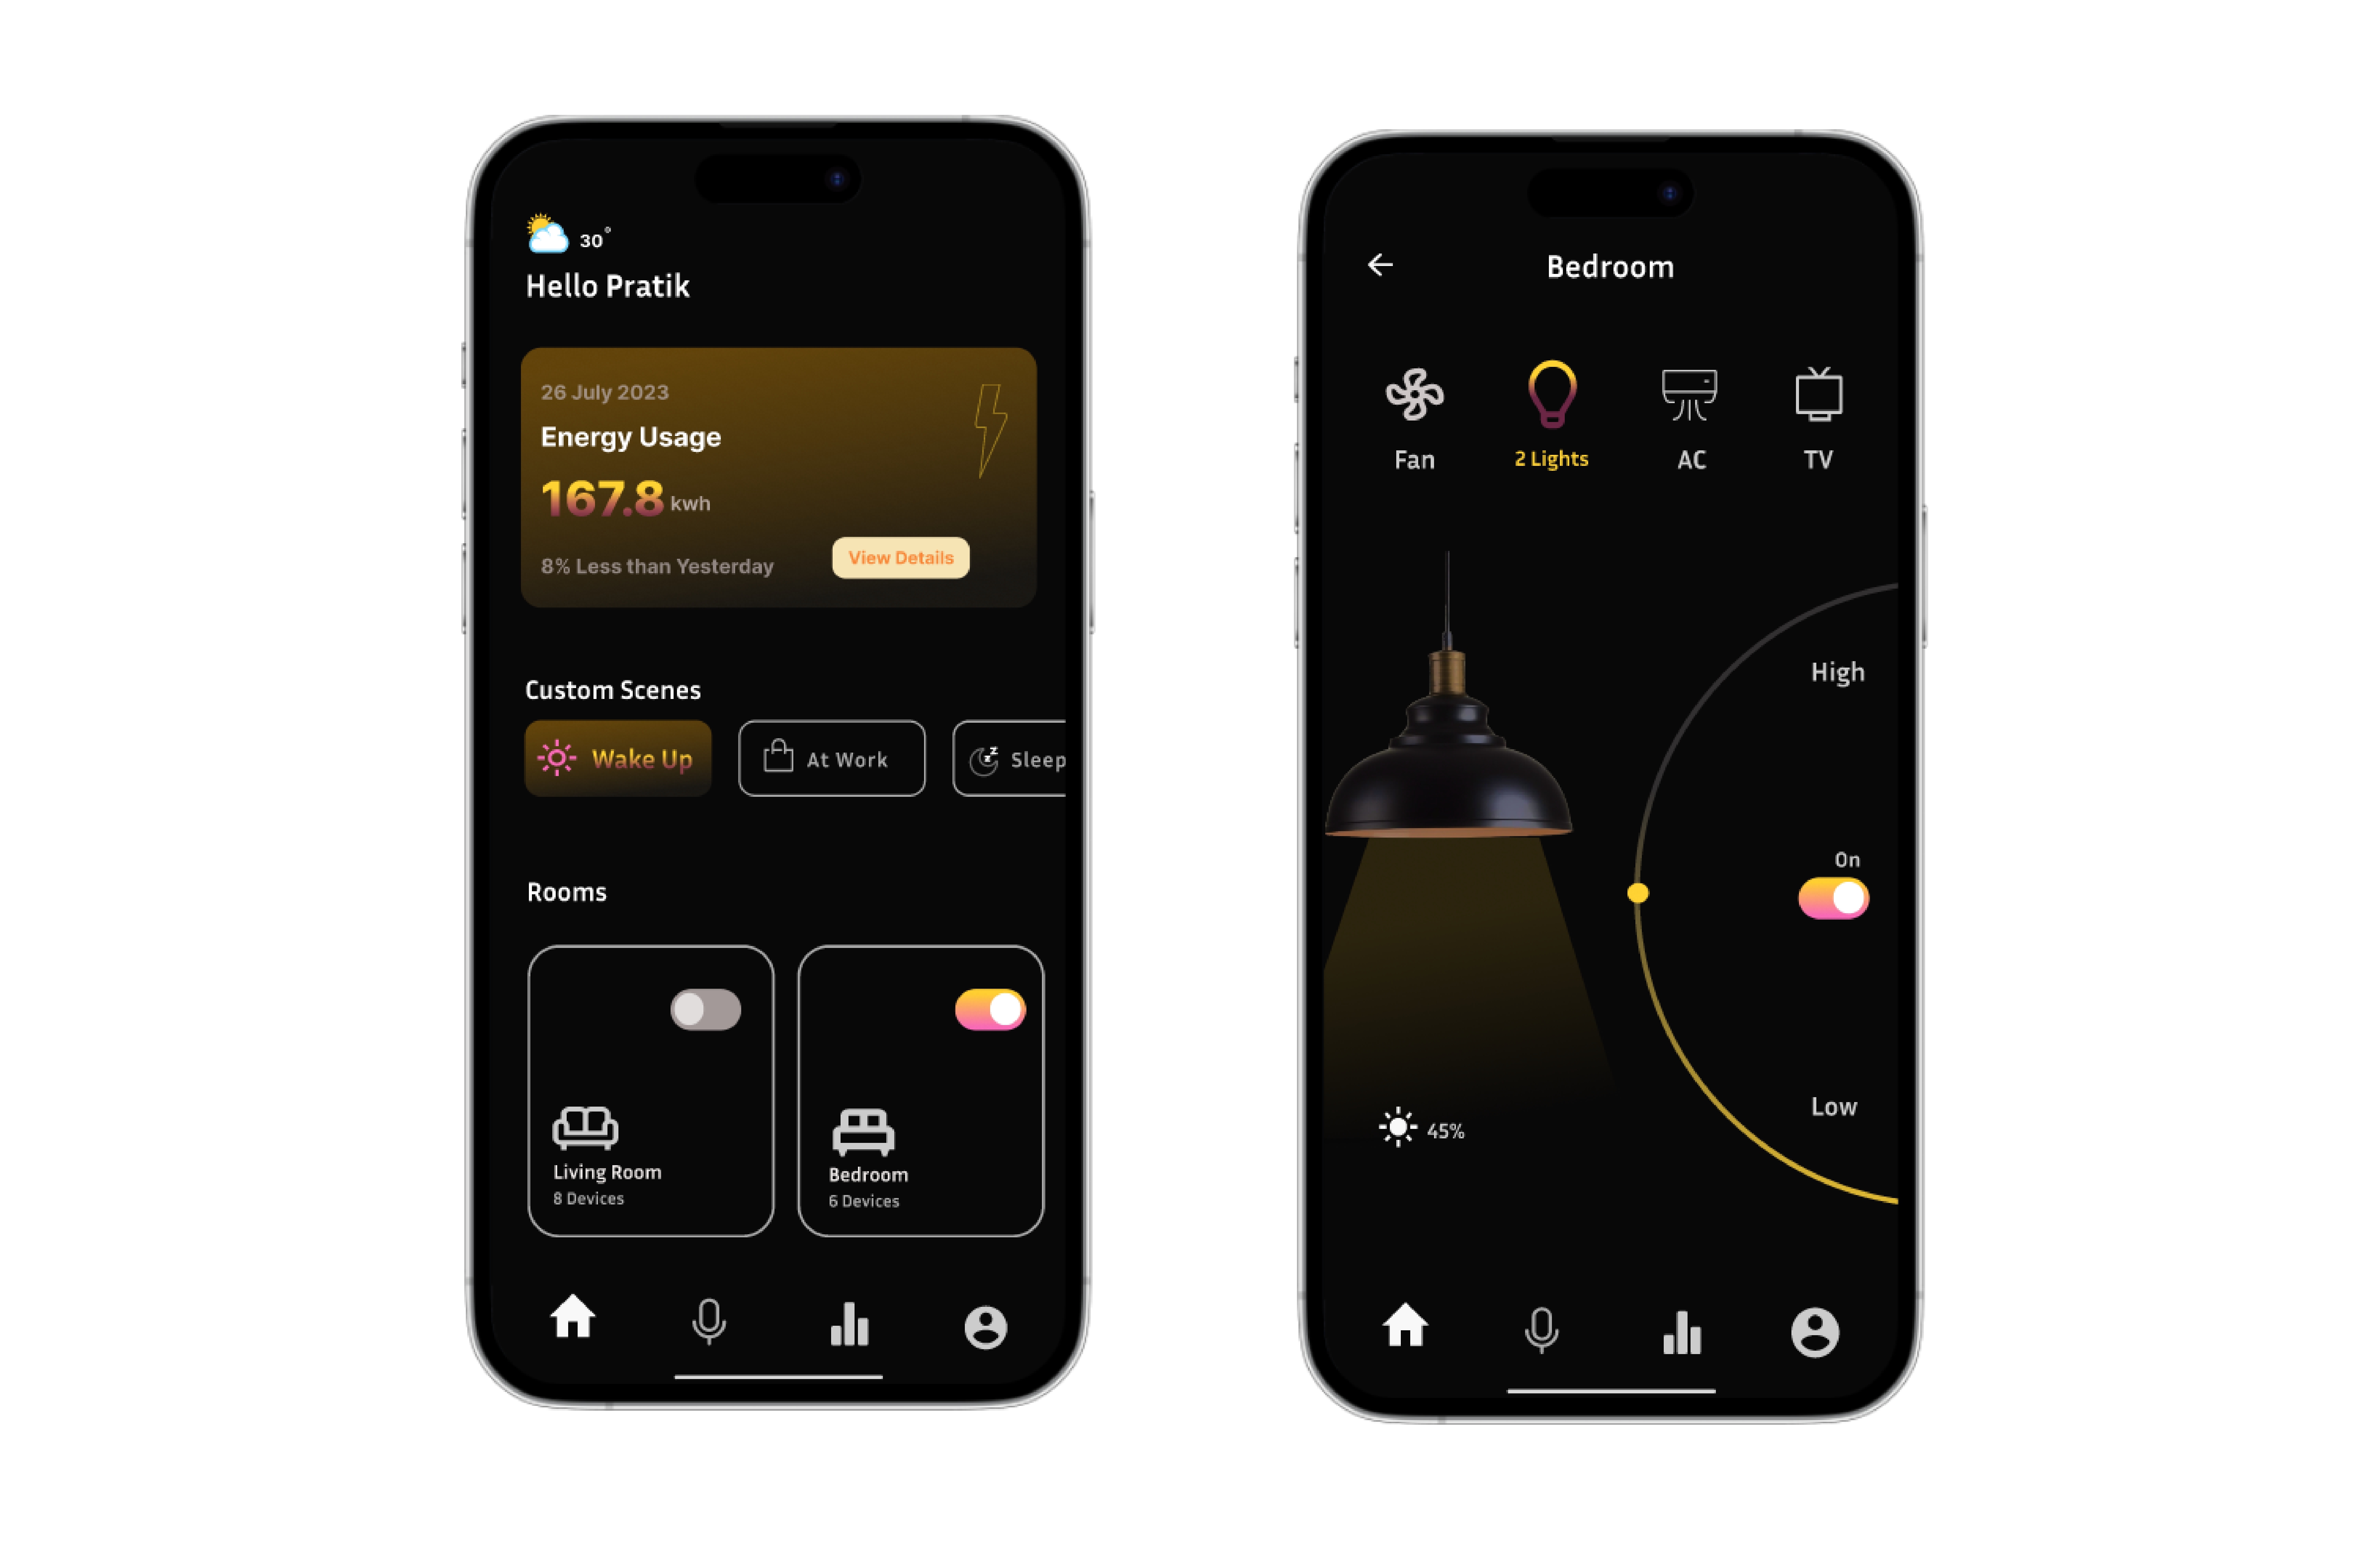 30°
Hello Pratik
26 July 2023
Energy Usage
167.8 kwh
8% Less than Yesterday
View Details
Custom Scenes
Wake Up
At Work
Sleep
Rooms
Living Room
8 Devices
Bedroom
6 Devices
Bedroom
Fan
2 Lights
AC
TV
High
On
Low
45%